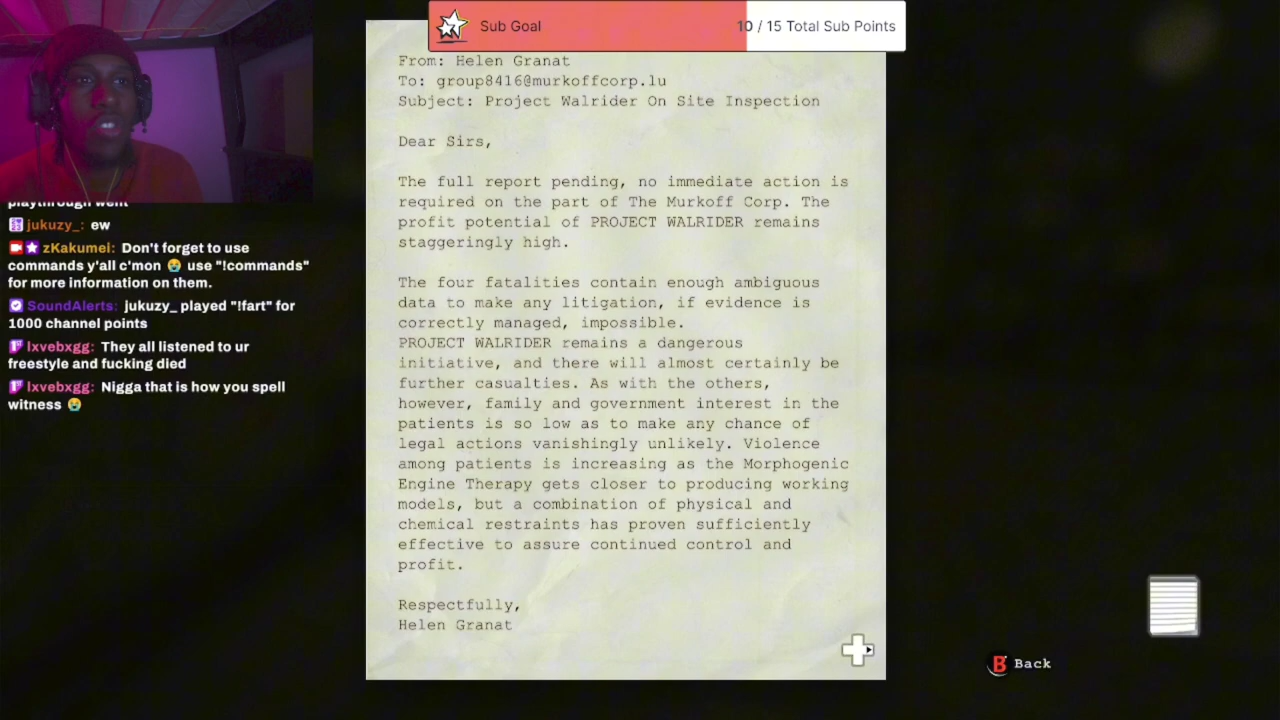 Sub Goal
10 / 15 Total Sub Points
From: Helen Granat
To: group8416@murkoffcorp.lu
Subject: Project Walrider On Site Inspection
Dear Sirs,
The full report pending, no immediate action is
required on the part of The Murkoff Corp. The
profit potential of PROJECT WALRIDER remains
staggeringly high.
The four fatalities contain enough ambiguous
data to make any litigation, if evidence is
correctly managed, impossible.
PROJECT WALRIDER remains a dangerous
initiative, and there will almost certainly be
further casualties. As with the others,
however, family and government interest in the
patients is so low as to make any chance of
legal actions vanishingly unlikely. Violence
among patients is increasing as the Morphogenic
Engine Therapy gets closer to producing working
models, but a combination of physical and
chemical restraints has proven sufficiently
effective to assure continued control and
profit.
Respectfully,
Helen Granat
playthrough went
jukuzy_: ew
zKakumei: Don't forget to use
commands y'all c'mon 😭 use "!commands"
for more information on them.
SoundAlerts: jukuzy_ played "!fart" for
1000 channel points
lxvebxgg: They all listened to ur
freestyle and fucking died
lxvebxgg: Nigga that is how you spell
witness 😭
B Back